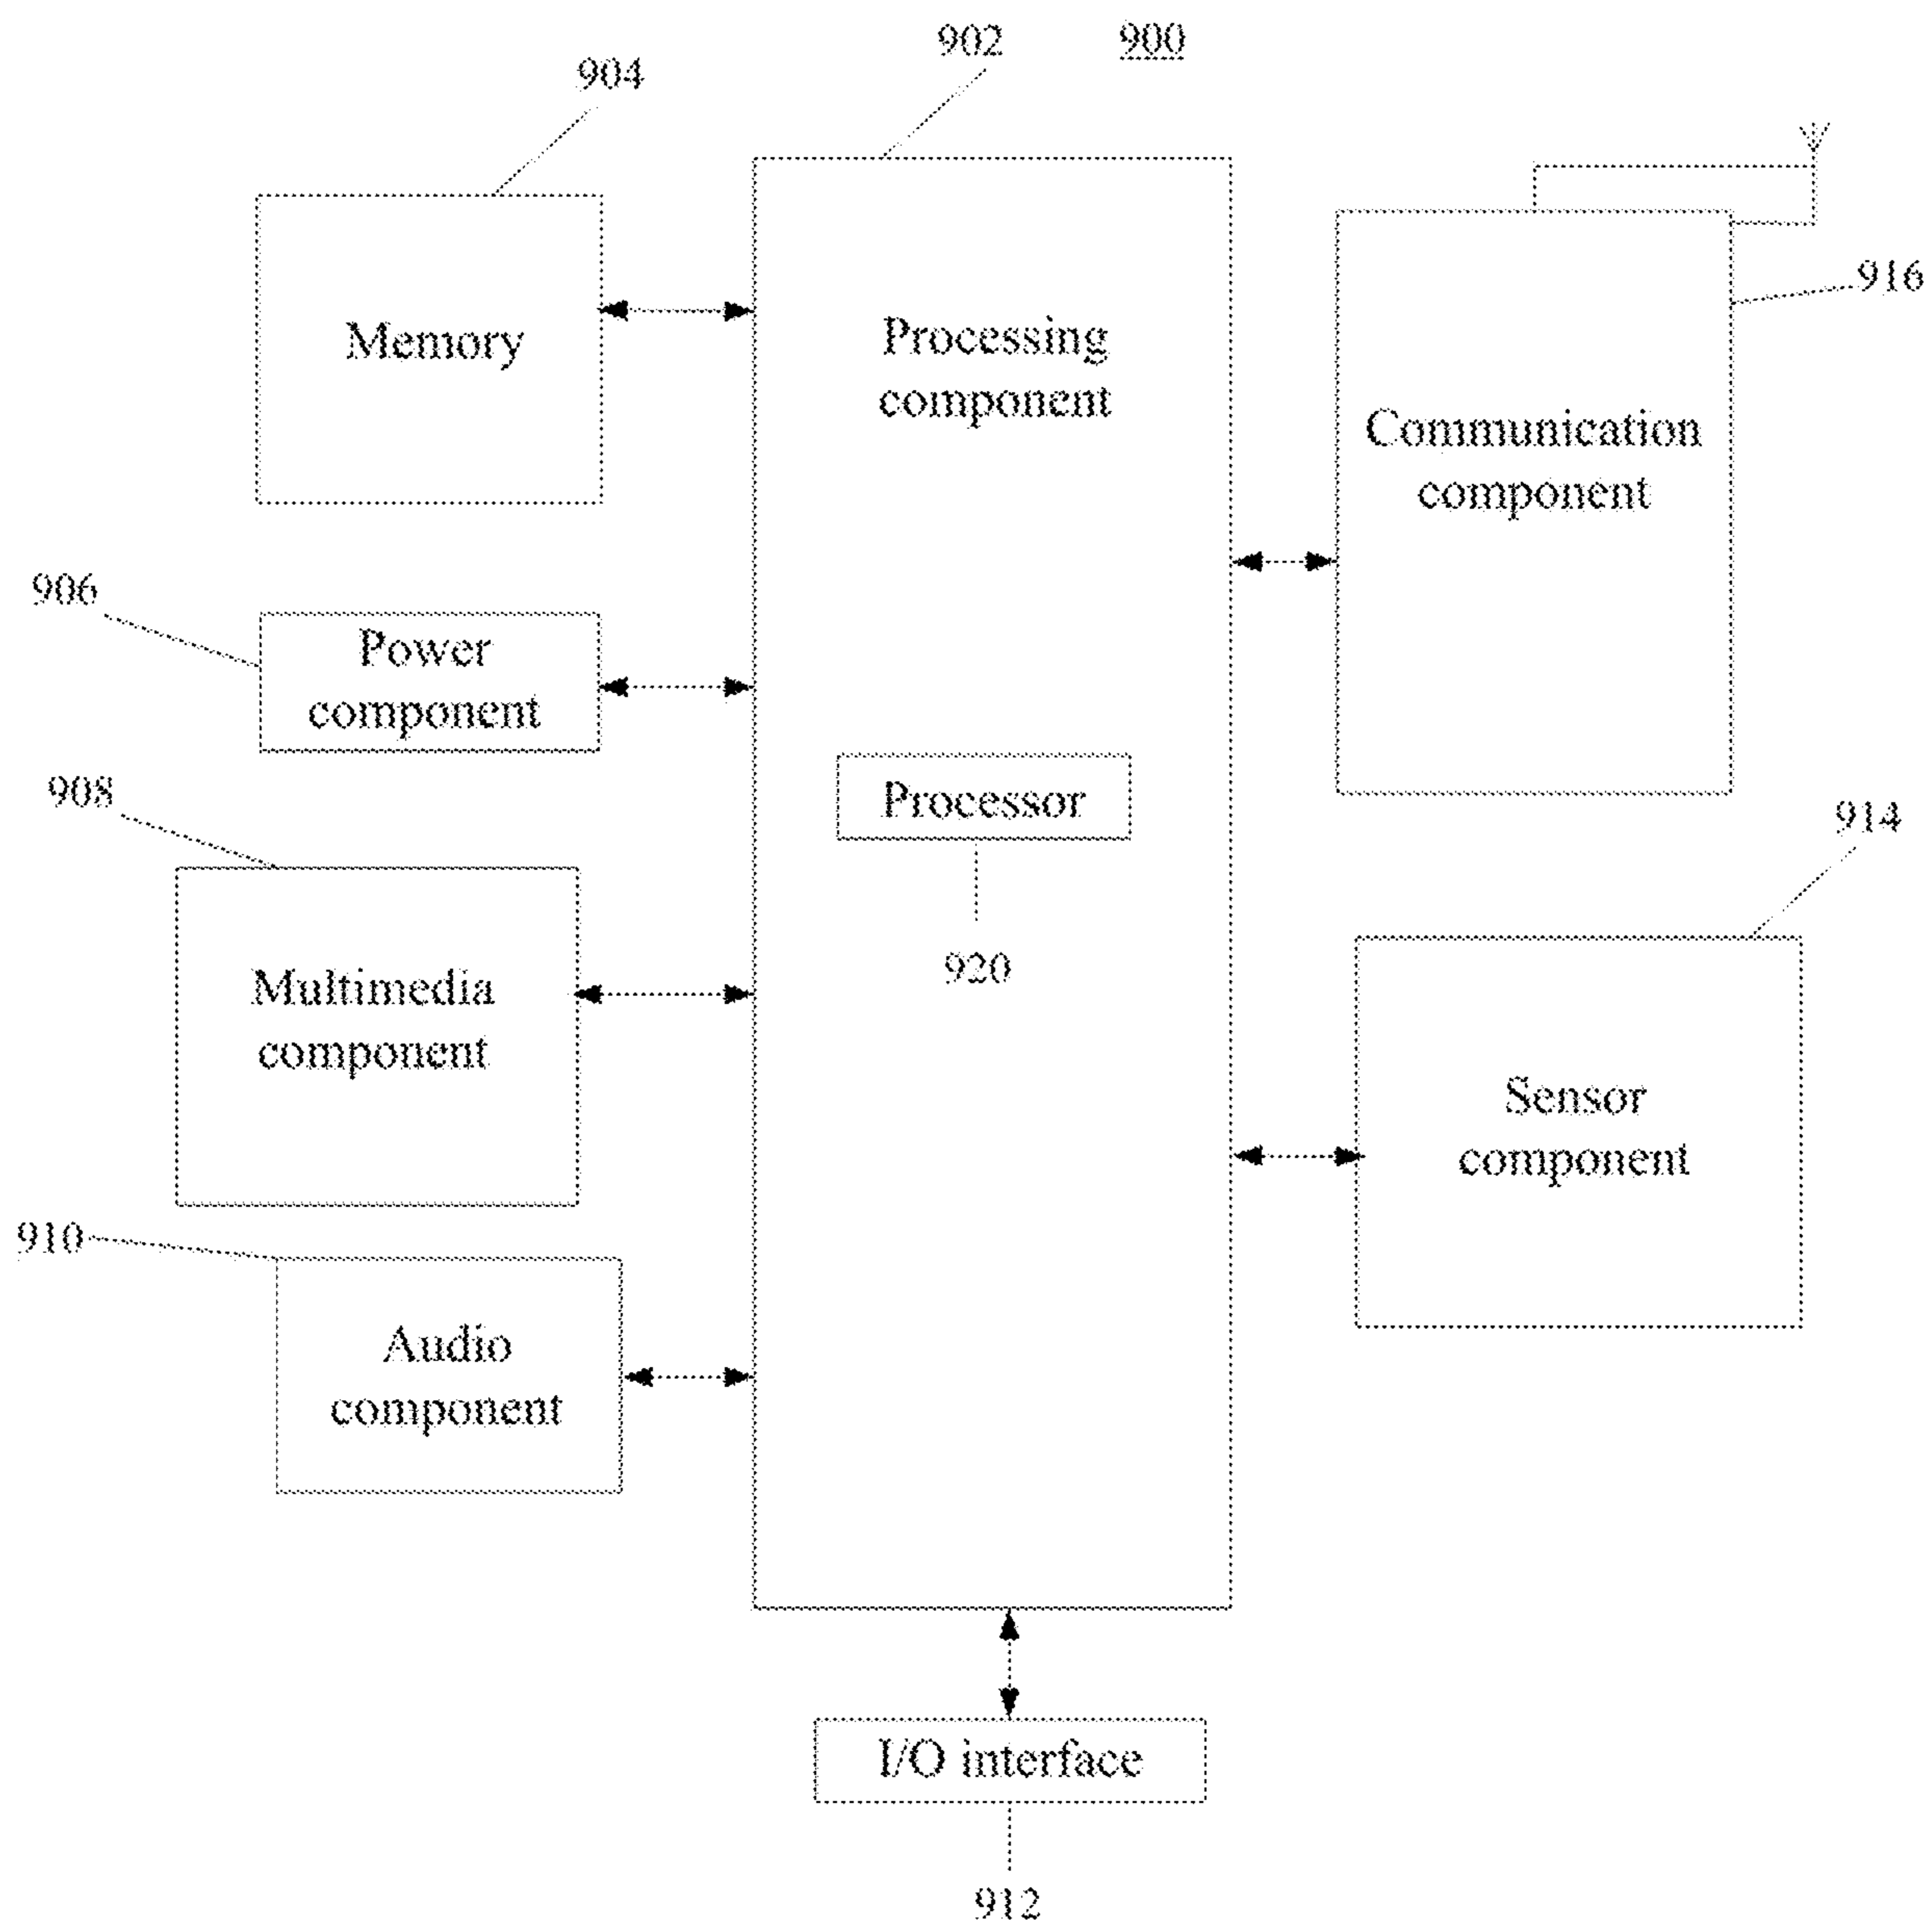 902
900
904
916
Memory
Processing
component
Communication
component
906
Power
component
908
Processor
914
920
Multimedia
component
Sensor
component
910
Audio
component
I/O interface
912